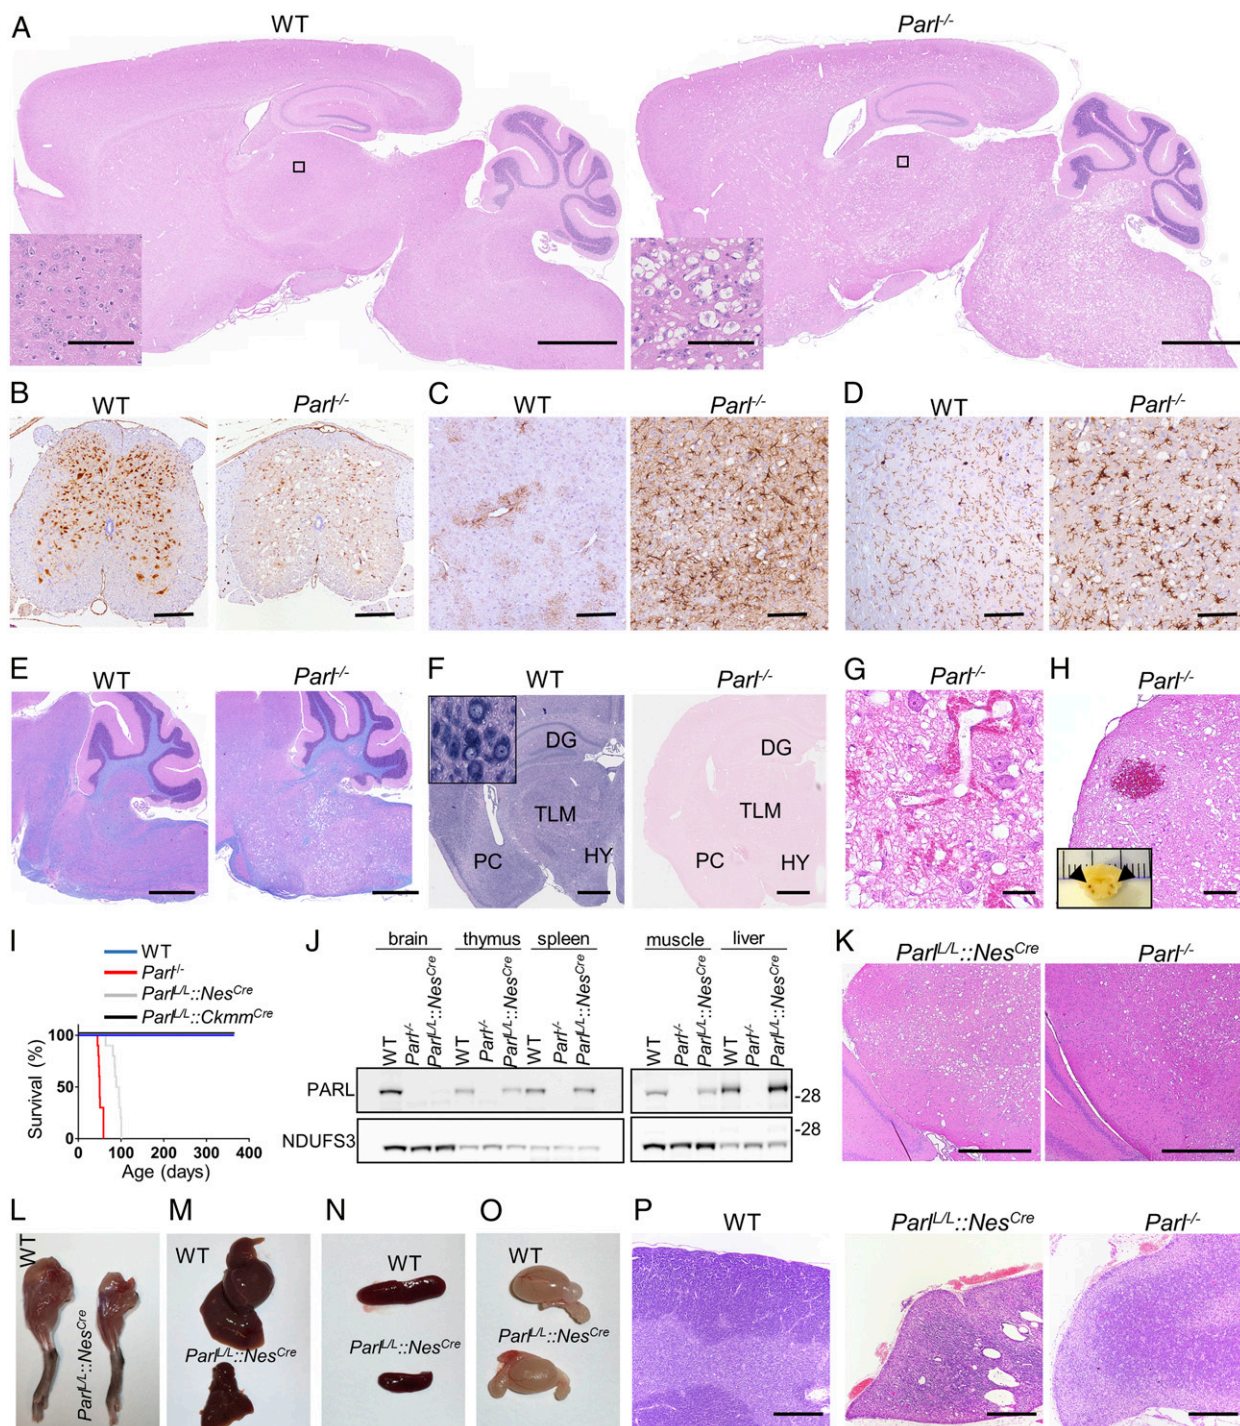 A WT Parl-/-
B WT Parl-/- C WT Parl-/- D WT Parl-/-
E WT Parl-/- F WT Parl-/- G Parl-/- H Parl-/-
DG DG
TLM TLM
PC HY PC HY
I J K
WT
Parl-/-
ParlL/L::NesCre
ParlL/L::CkmmCre
100
50
0
Survival (%)
0 100 200 300 400
Age (days)
brain thymus spleen muscle liver
WT Parl-/- ParlL/L::NesCre WT Parl-/- ParlL/L::NesCre WT Parl-/- ParlL/L::NesCre WT Parl-/- ParlL/L::NesCre WT Parl-/- ParlL/L::NesCre
PARL -28
-28
NDUFS3
ParlL/L::NesCre Parl-/-
L M N O P
WT
ParlL/L::NesCre
WT
ParlL/L::NesCre
WT
ParlL/L::NesCre
WT
ParlL/L::NesCre
WT ParlL/L::NesCre Parl-/-